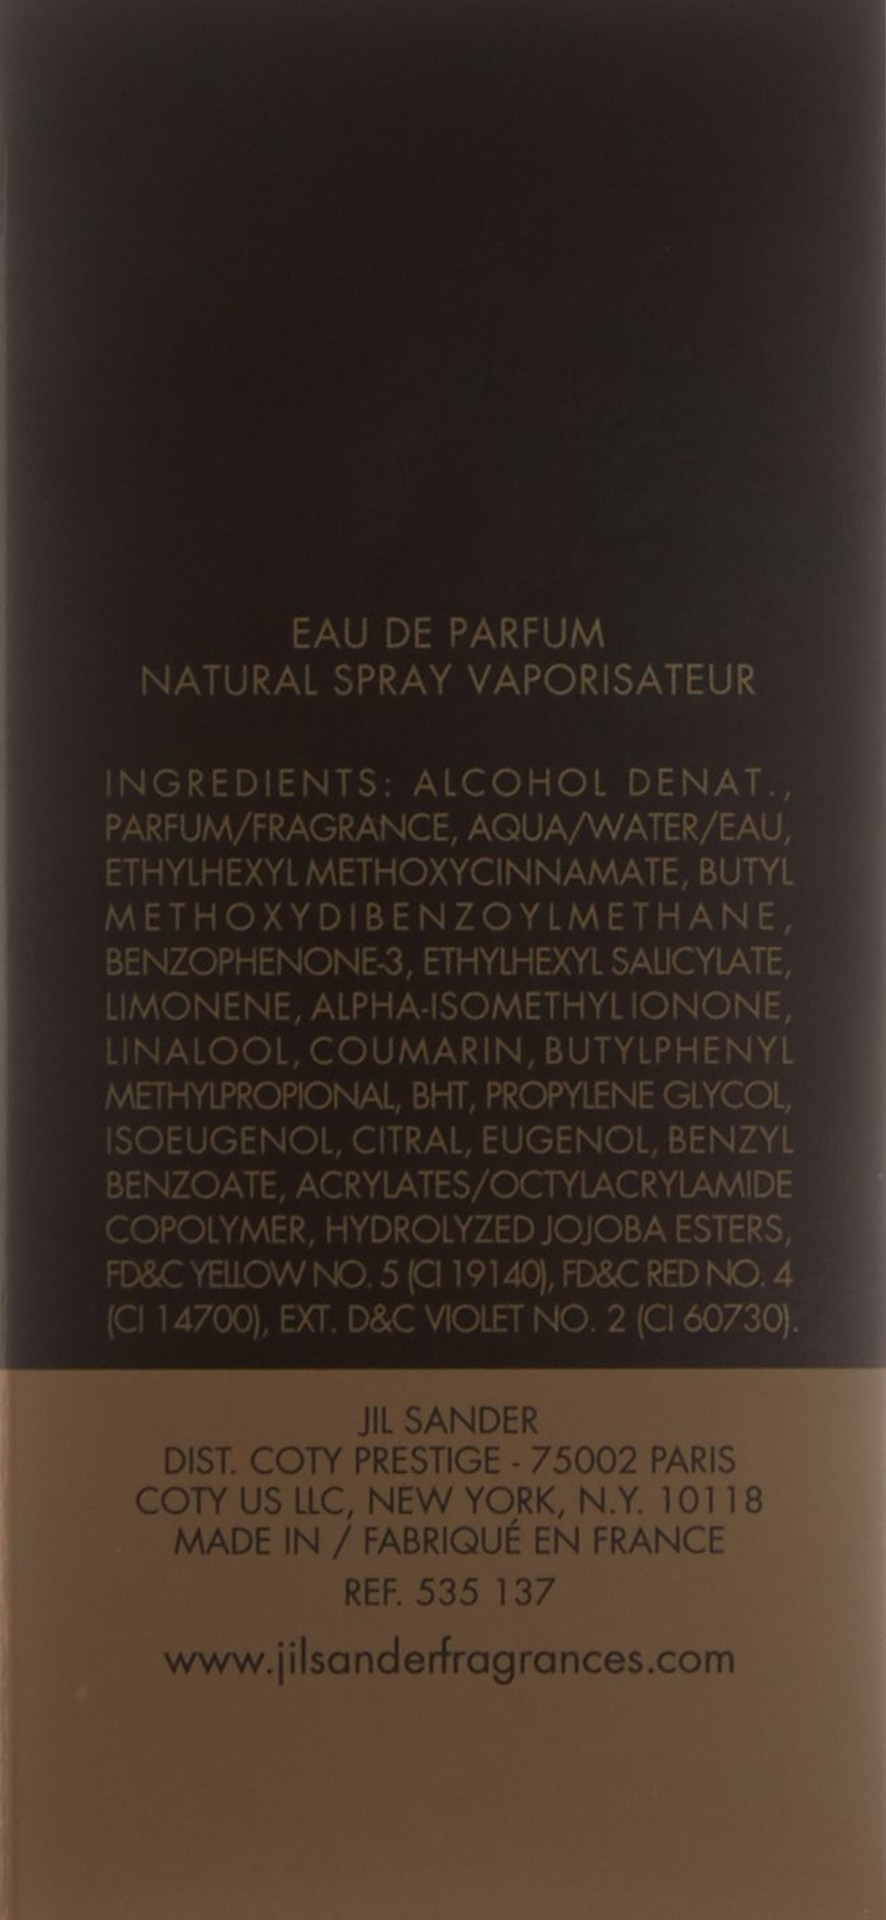 EAU DE PARFUM
NATURAL SPRAY VAPORISATEUR
INGREDIENTS: ALCOHOL DENAT.,
PARFUM/FRAGRANCE, AQUA/WATER/EAU,
ETHYLHEXYL METHOXYCINNAMATE, BUTYL
METHOXYDIBENZOYLMETHANE,
BENZOPHENONE-3, ETHYLHEXYL SALICYLATE,
LIMONENE, ALPHA-ISOMETHYL IONONE,
LINALOOL, COUMARIN, BUTYLPHENYL
METHYLPROPIONAL, BHT, PROPYLENE GLYCOL,
ISOEUGENOL, CITRAL, EUGENOL, BENZYL
BENZOATE, ACRYLATES/OCTYLACRYLAMIDE
COPOLYMER, HYDROLYZED JOJOBA ESTERS,
FD&C YELLOW NO. 5 (CI 19140), FD&C RED NO. 4
(CI 14700), EXT. D&C VIOLET NO. 2 (CI 60730).
JIL SANDER
DIST. COTY PRESTIGE - 75002 PARIS
COTY US LLC, NEW YORK, N.Y. 10118
MADE IN / FABRIQUÉ EN FRANCE
REF. 535 137
www.jilsanderfragrances.com